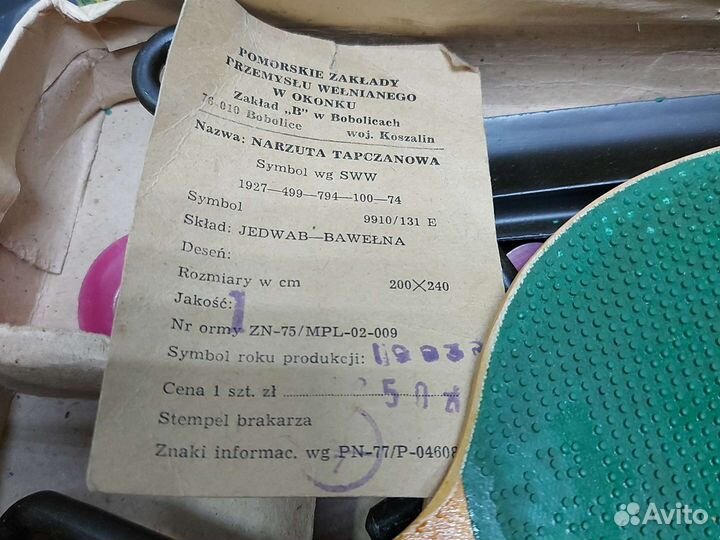 POMORSKIE ZAKŁADY
PRZEMYSŁU WEŁNIANEGO
W OKONKU
Zakład „B" w Bobolicach
76-010 Bobolice woj. Koszalin
Nazwa: NARZUTA TAPCZANOWA
Symbol wg SWW
1927—499—794—100—74
Symbol 9910/131 E
Skład: JEDWAB—BAWEŁNA
Deseń:
Rozmiary w cm 200×240
Jakość: I
Nr ormy ZN-75/MPL-02-009
Symbol roku produkcji:
Cena 1 szt. zł
Stempel brakarza
Znaki informac. wg PN-77/P-04608
Avito